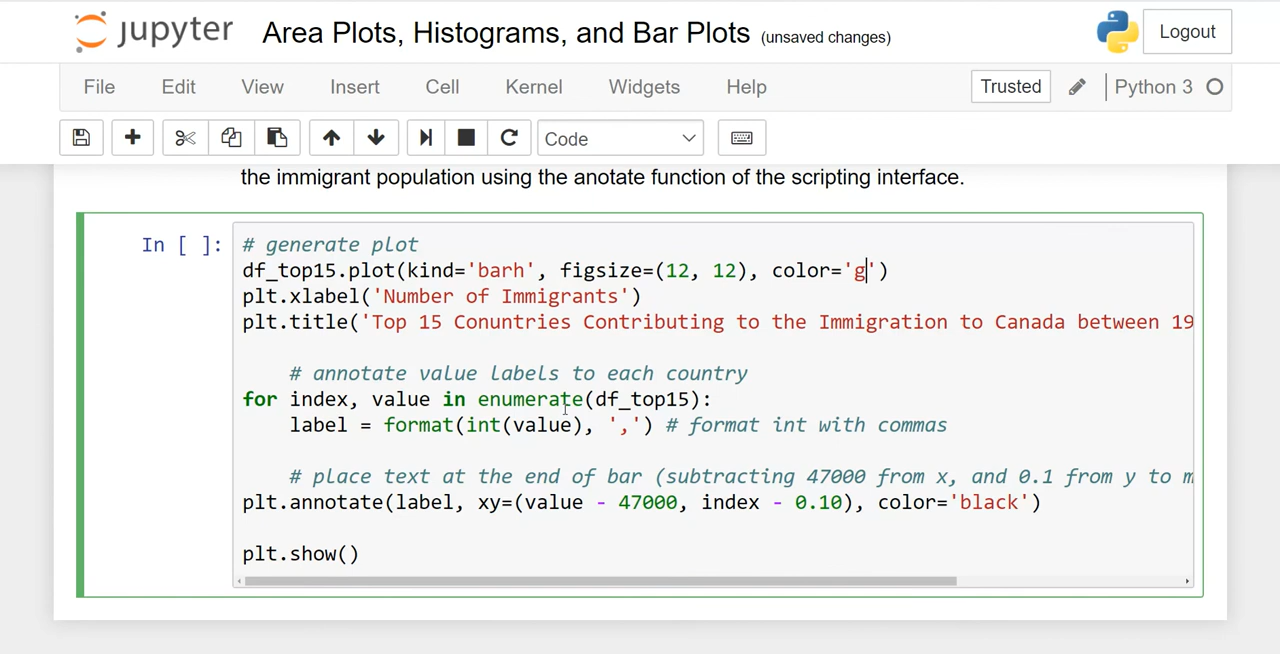 jupyter Area Plots, Histograms, and Bar Plots (unsaved changes) Logout
File Edit View Insert Cell Kernel Widgets Help Trusted Python 3
Code
the immigrant population using the anotate function of the scripting interface.
In [ ]: # generate plot
df_top15.plot(kind='barh', figsize=(12, 12), color='g')
plt.xlabel('Number of Immigrants')
plt.title('Top 15 Conuntries Contributing to the Immigration to Canada between 19
# annotate value labels to each country
for index, value in enumerate(df_top15):
label = format(int(value), ',') # format int with commas
# place text at the end of bar (subtracting 47000 from x, and 0.1 from y to m
plt.annotate(label, xy=(value - 47000, index - 0.10), color='black')
plt.show()